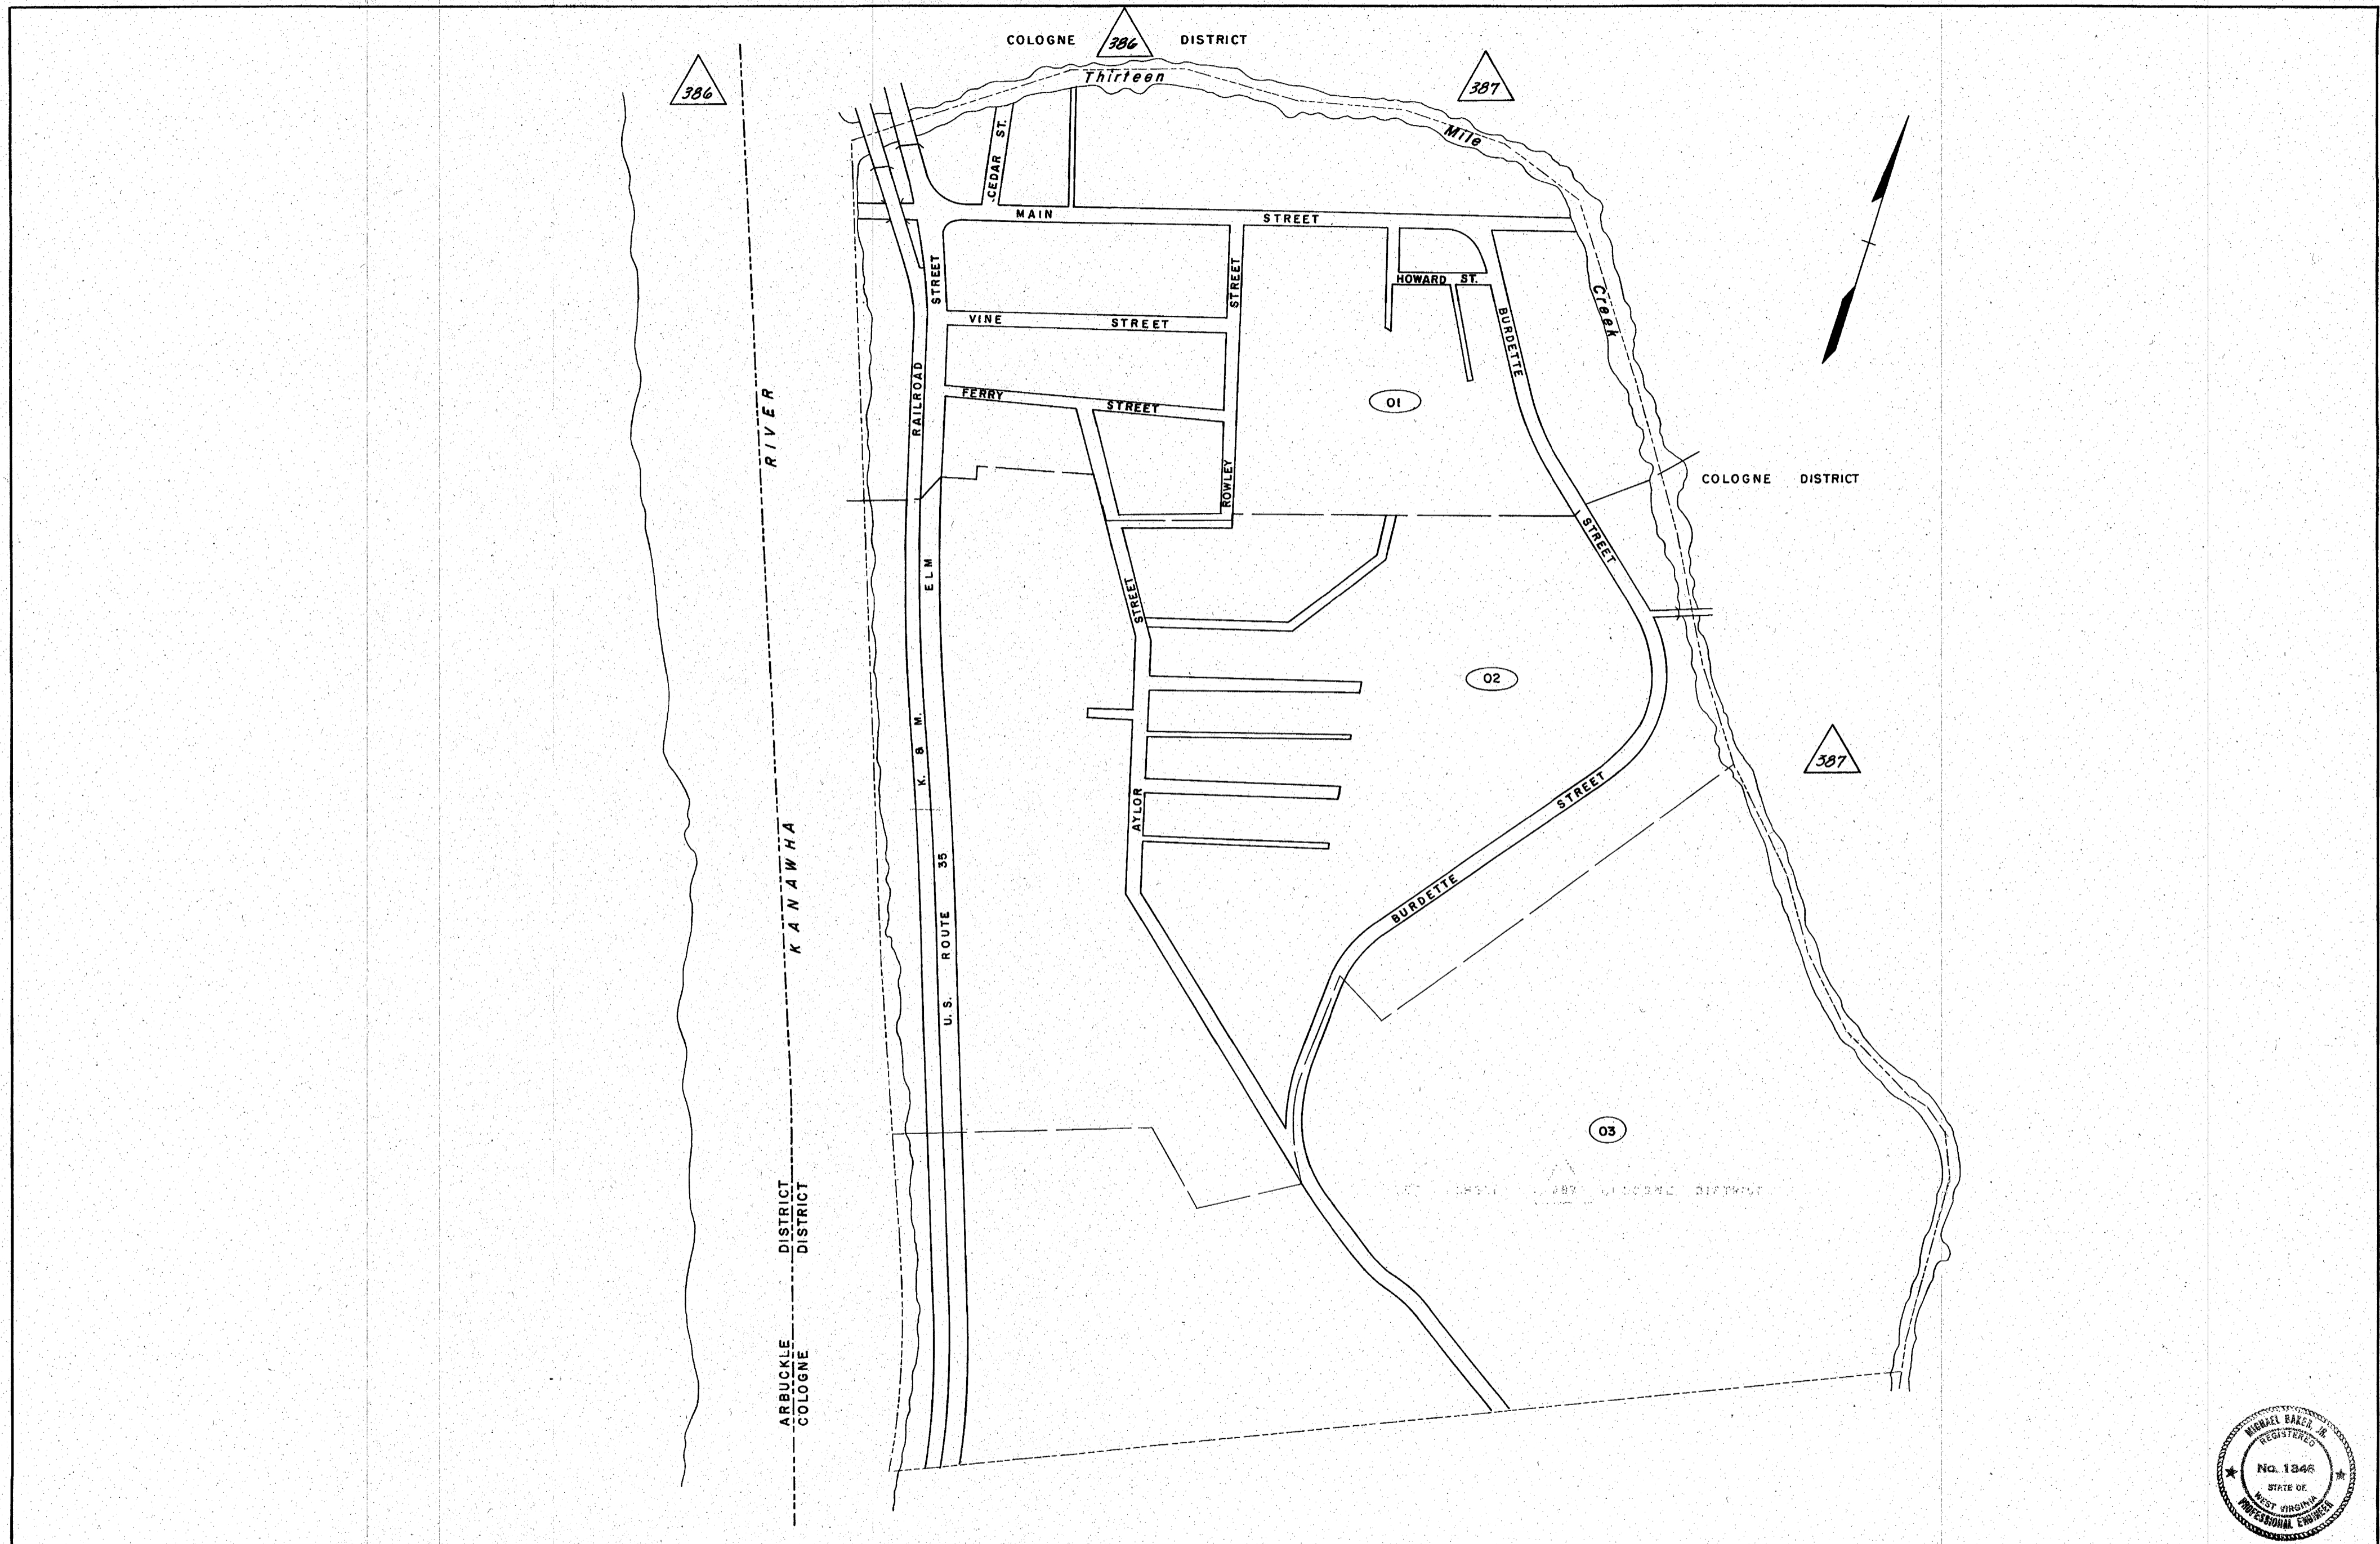 COLOGNE 386 DISTRICT
386
387
Thirteen
Mile
Creek
CEDAR ST.
MAIN STREET
STREET
STREET
HOWARD ST.
VINE STREET
BURDETTE
RAILROAD
RIVER
FERRY STREET
01
ROWLEY
COLOGNE DISTRICT
STREET
ELM
STREET
02
K. & M.
387
STREET
AYLOR
KANAWHA
U. S. ROUTE 35
BURDETTE
03
ARBUCKLE DISTRICT
COLOGNE DISTRICT
MICHAEL BAKER, JR.
REGISTERED
No. 1346
STATE OF
WEST VIRGINIA
PROFESSIONAL ENGINEER